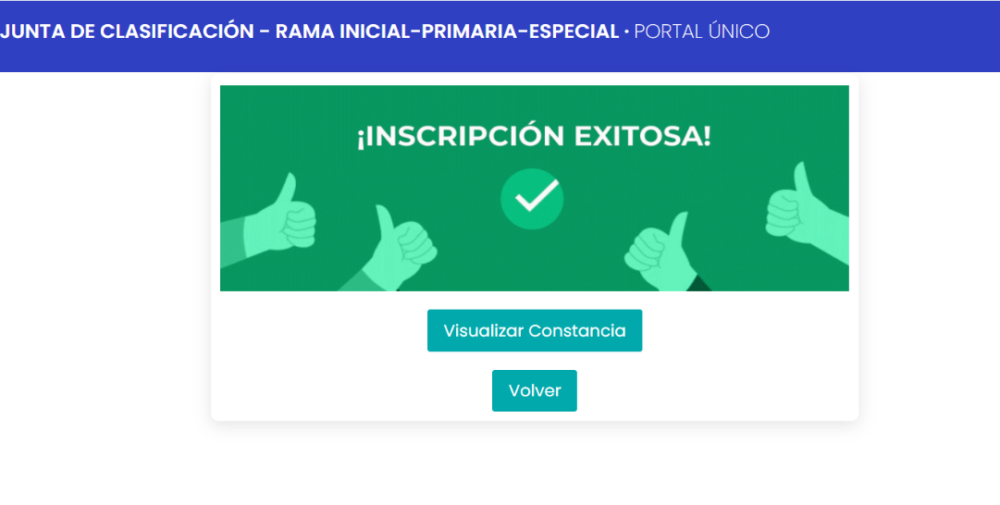 JUNTA DE CLASIFICACIÓN - RAMA INICIAL-PRIMARIA-ESPECIAL · PORTAL ÚNICO
¡INSCRIPCIÓN EXITOSA!
Visualizar Constancia
Volver